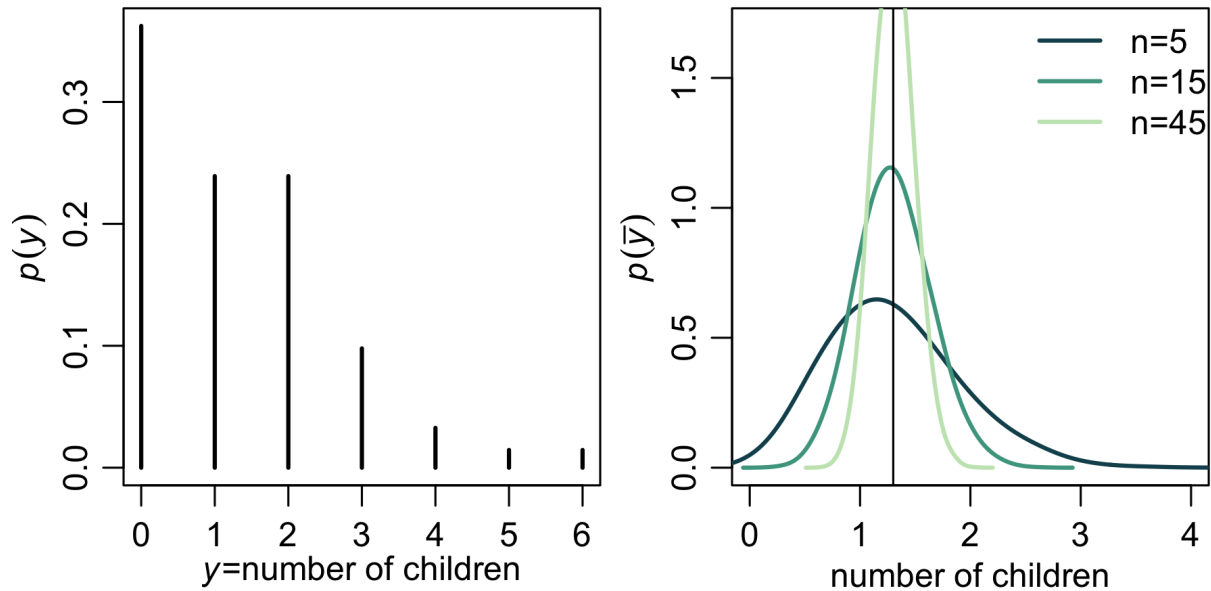 p(y)
0.0 0.1 0.2 0.3
0 1 2 3 4 5 6
y=number of children
p(ȳ)
0.0 0.5 1.0 1.5
n=5
n=15
n=45
0 1 2 3 4
number of children